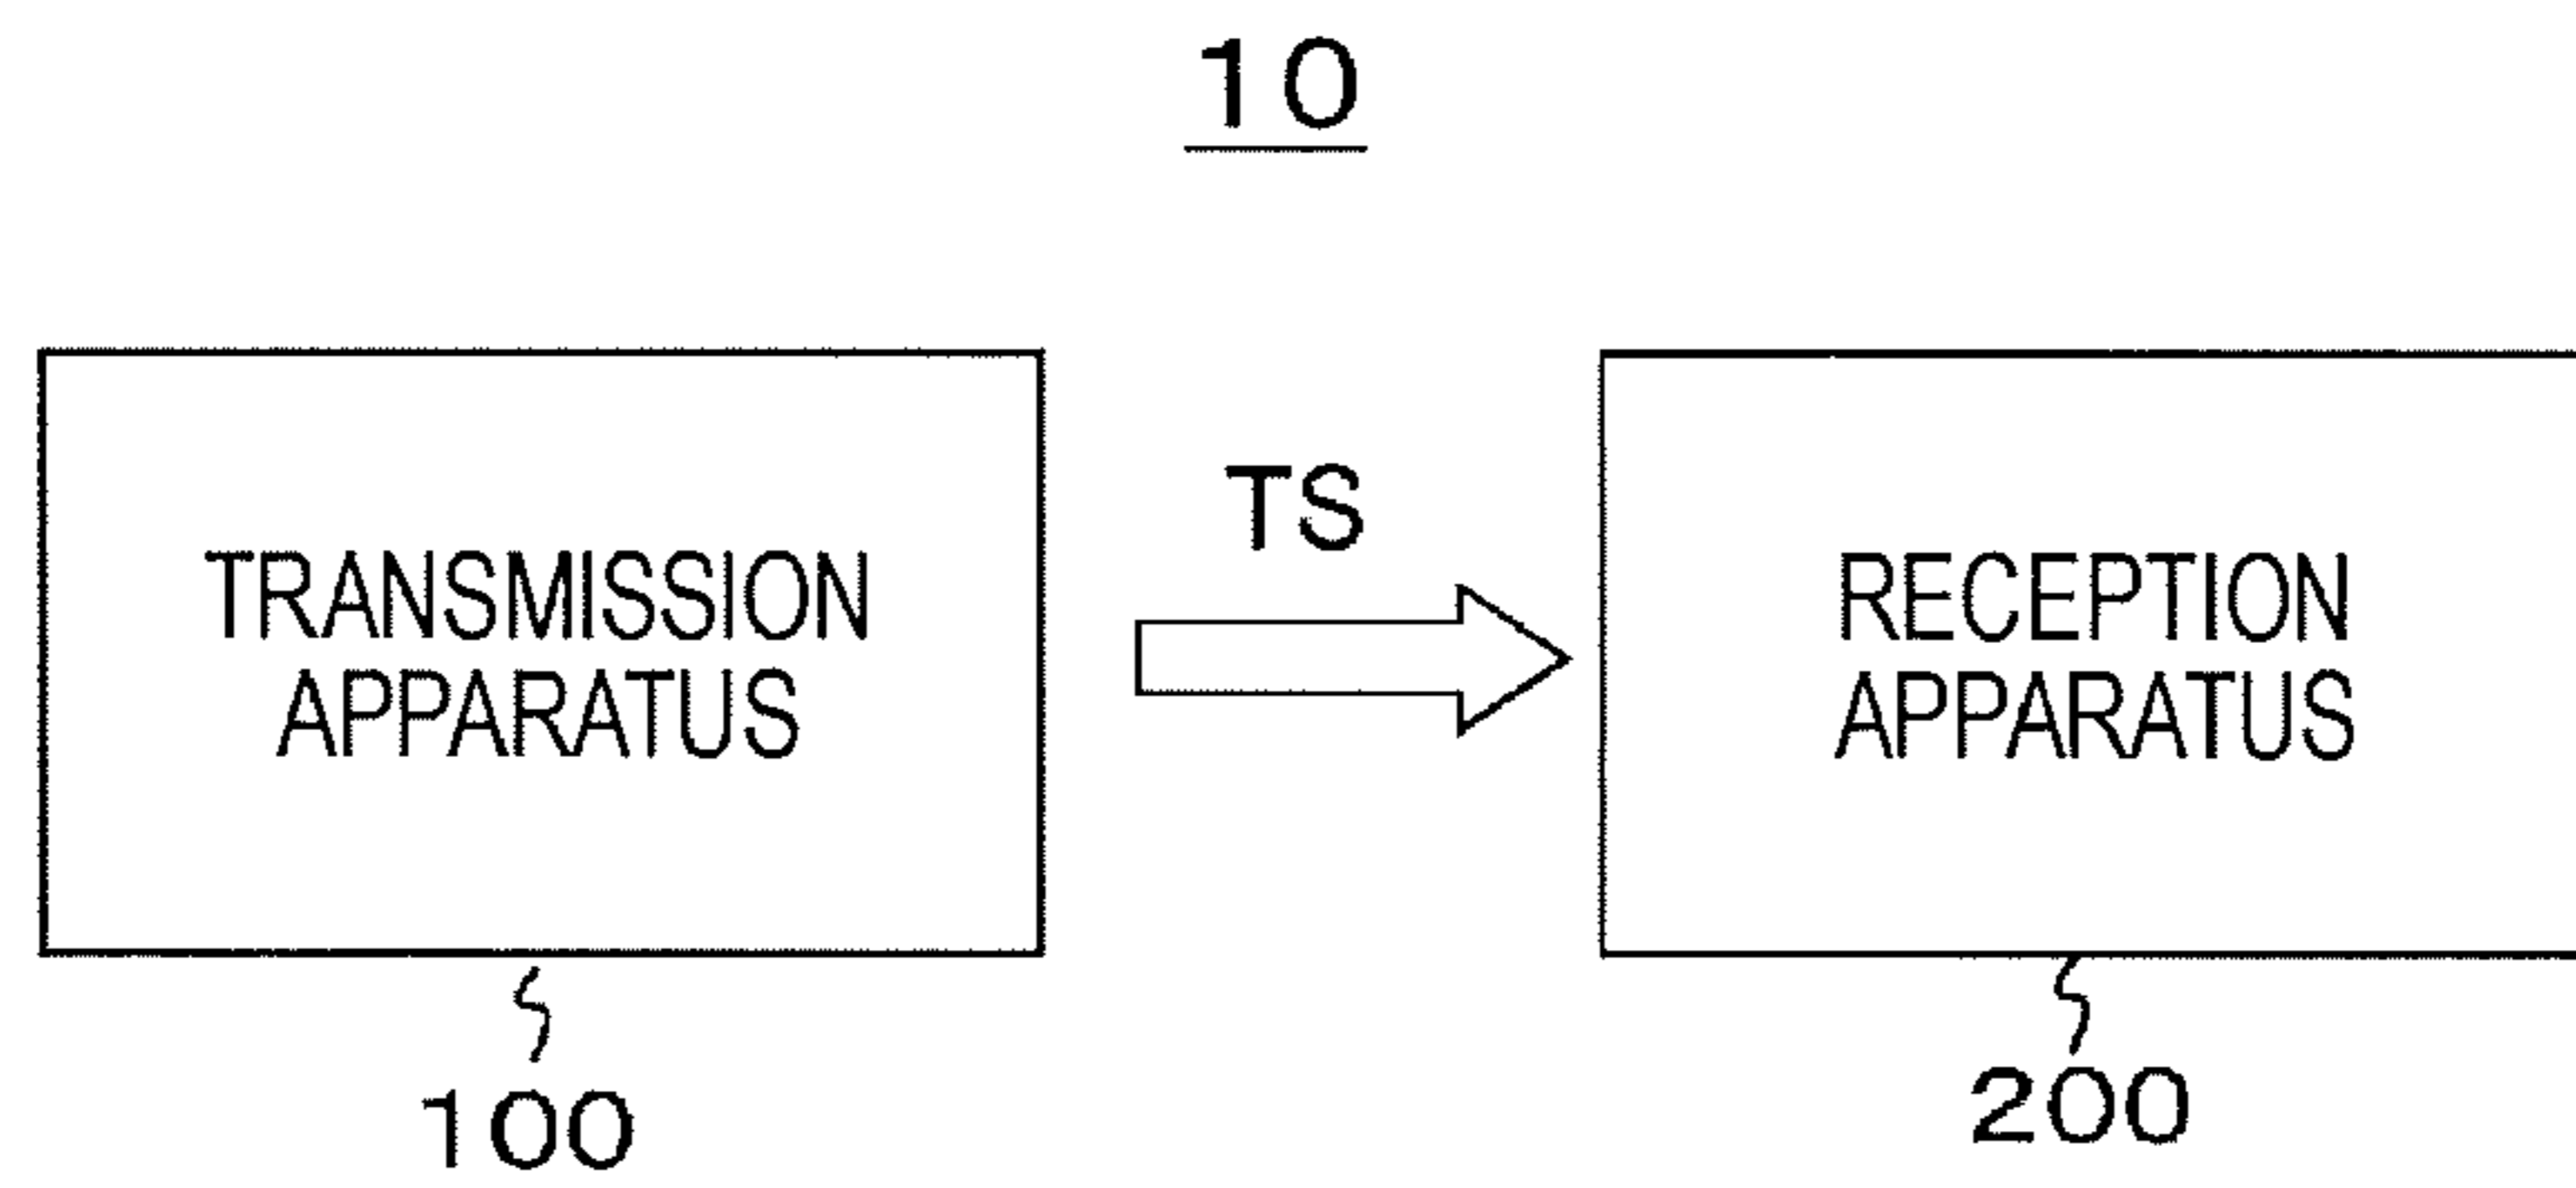 10
TS
TRANSMISSION
APPARATUS
RECEPTION
APPARATUS
100
200